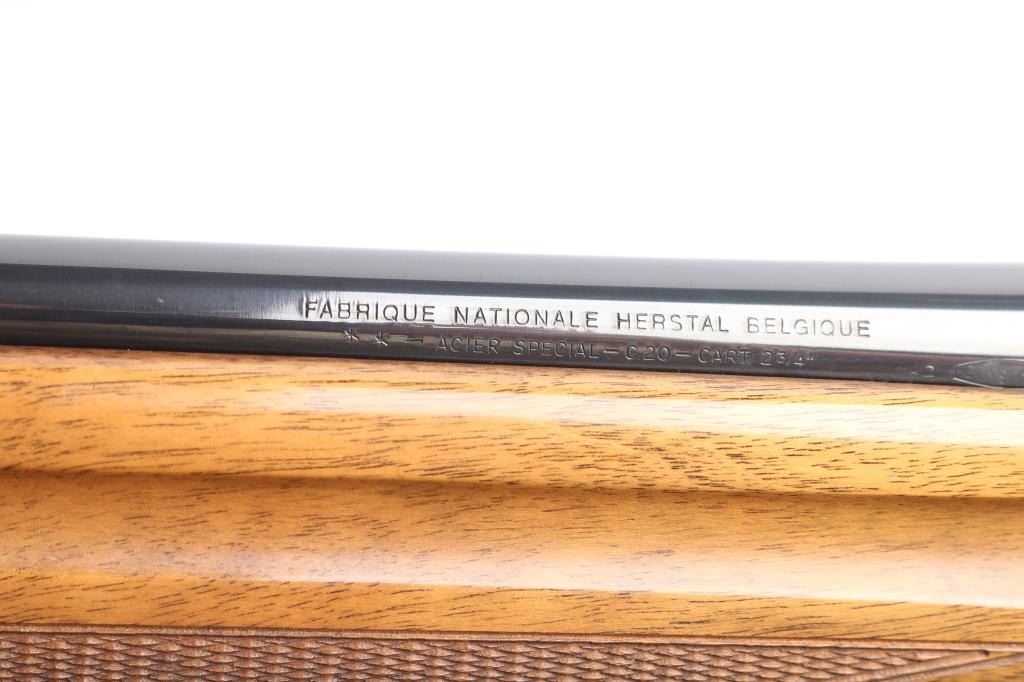 FABRIQUE NATIONALE HERSTAL BELGIQUE
** - ACIER SPECIAL - C.20 - CART. 2 3/4"